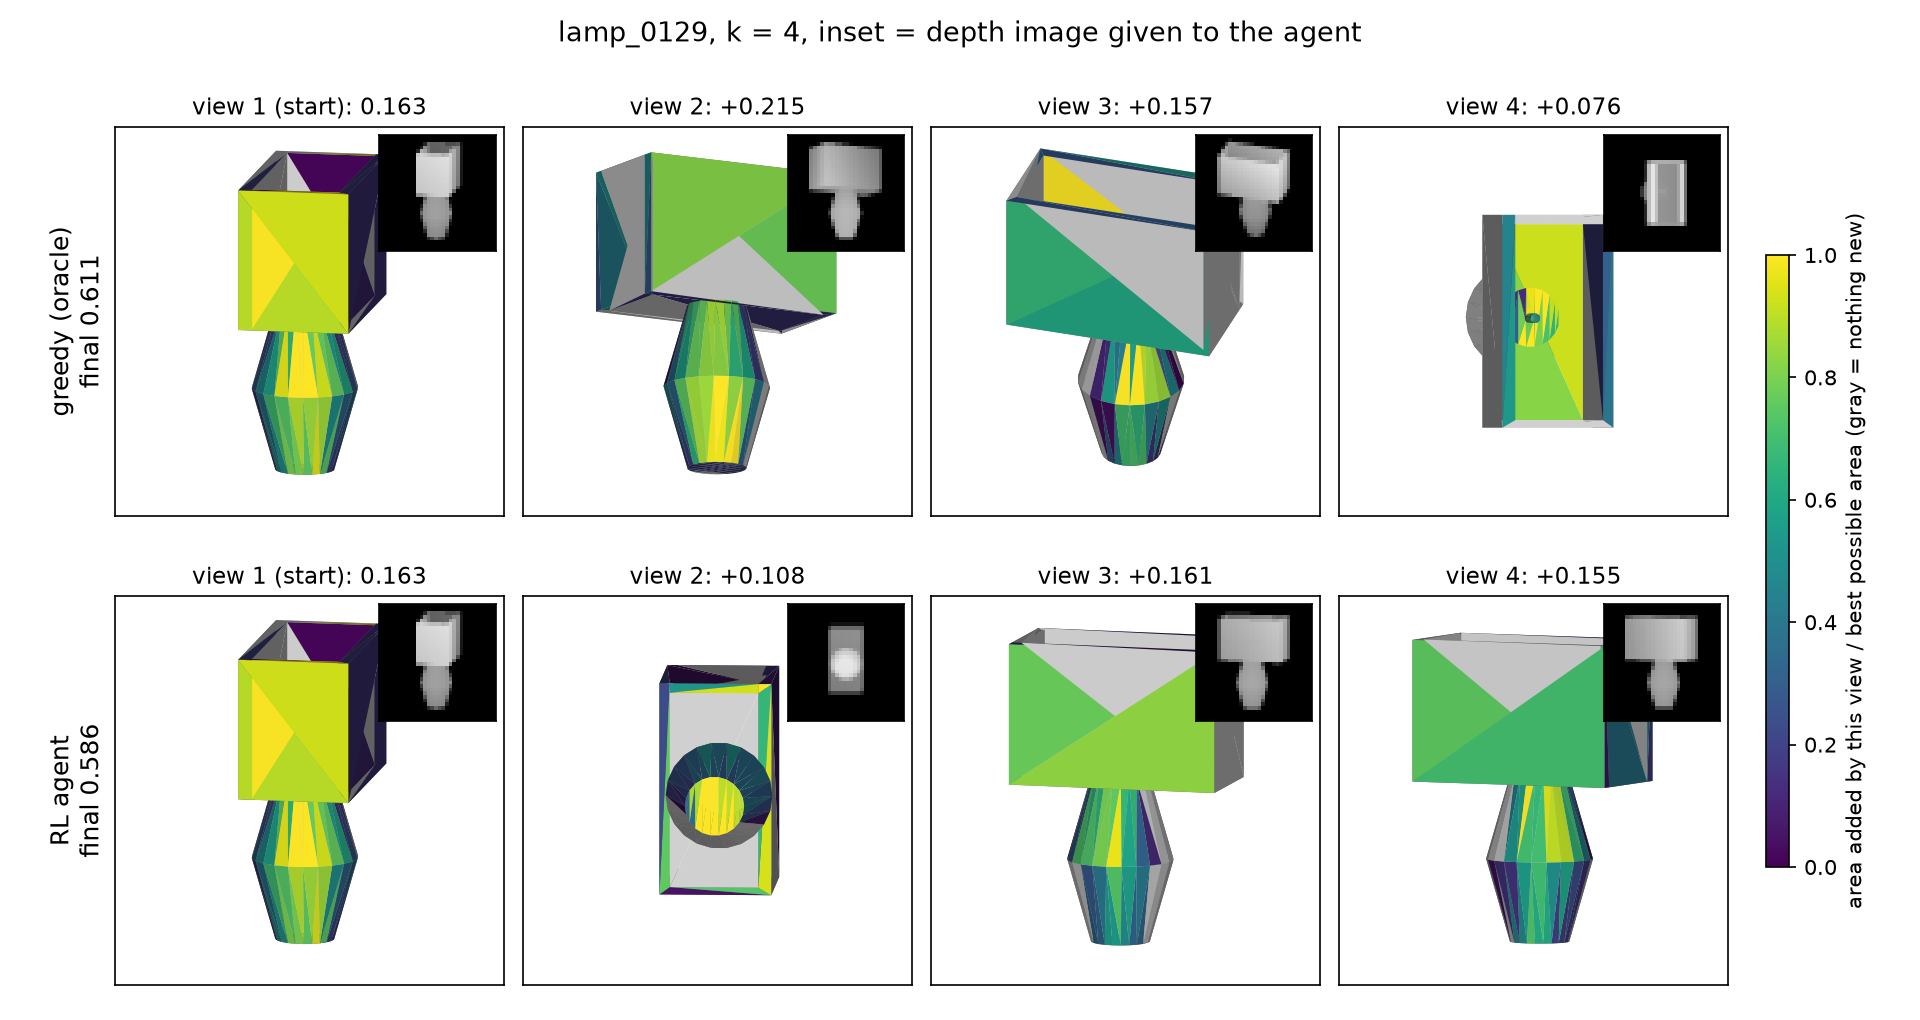 lamp_0129, k = 4, inset = depth image given to the agent
greedy (oracle)
final 0.611
view 1 (start): 0.163
view 2: +0.215
view 3: +0.157
view 4: +0.076
RL agent
final 0.586
view 1 (start): 0.163
view 2: +0.108
view 3: +0.161
view 4: +0.155
1.0
0.8
0.6
0.4
0.2
0.0
area added by this view / best possible area (gray = nothing new)